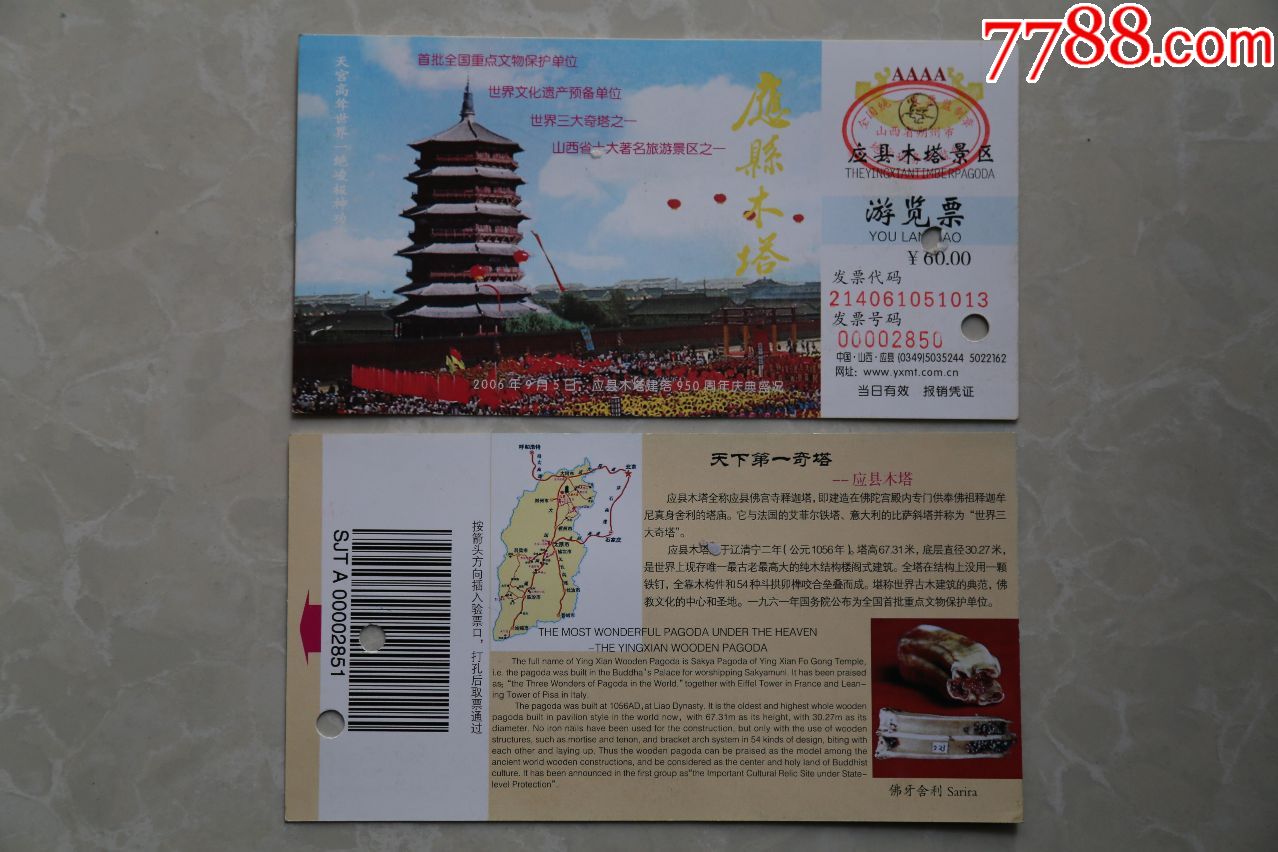 7788.com
天宫高耸世界一绝
峻极神功
首批全国重点文物保护单位
世界文化遗产预备单位
世界三大奇塔之一
山西省十大著名旅游景区之一
應縣木塔
2006年9月5日，应县木塔建塔950周年庆典盛况
AAAA
山西省朔州市
应县木塔景区
THEYINGXIANTIMBERPAGODA
游览票
YOU LAN
￥60.00
发票代码
214061051013
发票号码
00002850
中国·山西·应县 (0349)5035244 5022162
网址：www.yxmt.com.cn
当日有效 报销凭证
SJT A 00002851
按箭头方向插入验票口，打孔后取票通过
呼和浩特
北京
大同市
朔州市
石家庄
太原市
天下第一奇塔
--应县木塔
应县木塔全称应县佛宫寺释迦塔，即建造在佛陀宫殿内专门供奉佛祖释迦牟
尼真身舍利的塔庙。它与法国的艾菲尔铁塔、意大利的比萨斜塔并称为“世界三
大奇塔”。
应县木塔 于辽清宁二年(公元1056年)，塔高67.31米，底层直径30.27米，
是世界上现存唯一最古老最高大的纯木结构楼阁式建筑。全塔在结构上没用一颗
铁钉，全靠木构件和54种斗拱卯榫咬合垒叠而成。堪称世界古木建筑的典范，佛
教文化的中心和圣地。一九六一年国务院公布为全国首批重点文物保护单位。
THE MOST WONDERFUL PAGODA UNDER THE HEAVEN
-THE YINGXIAN WOODEN PAGODA
The full name of Ying Xian Wooden Pagoda is Sakya Pagoda of Ying Xian Fo Gong Temple,
i.e. the pagoda was built in the Buddha's Palace for worshipping Sakyamuni. It has been praised
as; "the Three Wonders of Pagoda in the World." together with Eiffel Tower in France and Lean-
ing Tower of Pisa in Italy.
The pagoda was built at 1056AD, at Liao Dynasty. It is the oldest and highest whole wooden
pagoda built in pavilion style in the world now, with 67.31m as its height, with 30.27m as its
diameter. No iron nails have been used for the construction, but only with the use of wooden
structures, such as mortise and tenon, and bracket arch system in 54 kinds of design, biting with
each other and laying up. Thus the wooden pagoda can be praised as the model among the
ancient world wooden constructions, and be considered as the center and holy land of Buddhist
culture. It has been announced in the first group as"the Important Cultural Relic Site under State-
level Protection".
佛牙舍利 Sarira